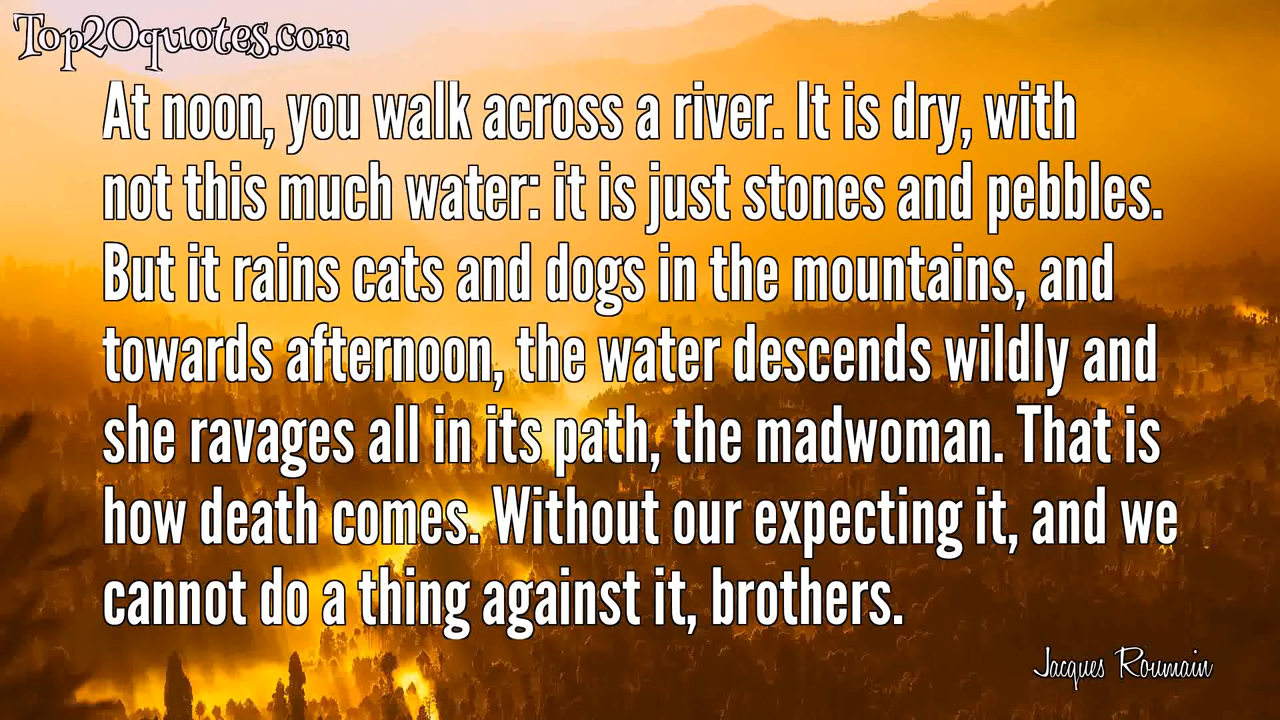 Top20quotes.com
At noon, you walk across a river. It is dry, with
not this much water: it is just stones and pebbles.
But it rains cats and dogs in the mountains, and
towards afternoon, the water descends wildly and
she ravages all in its path, the madwoman. That is
how death comes. Without our expecting it, and we
cannot do a thing against it, brothers.
Jacques Roumain